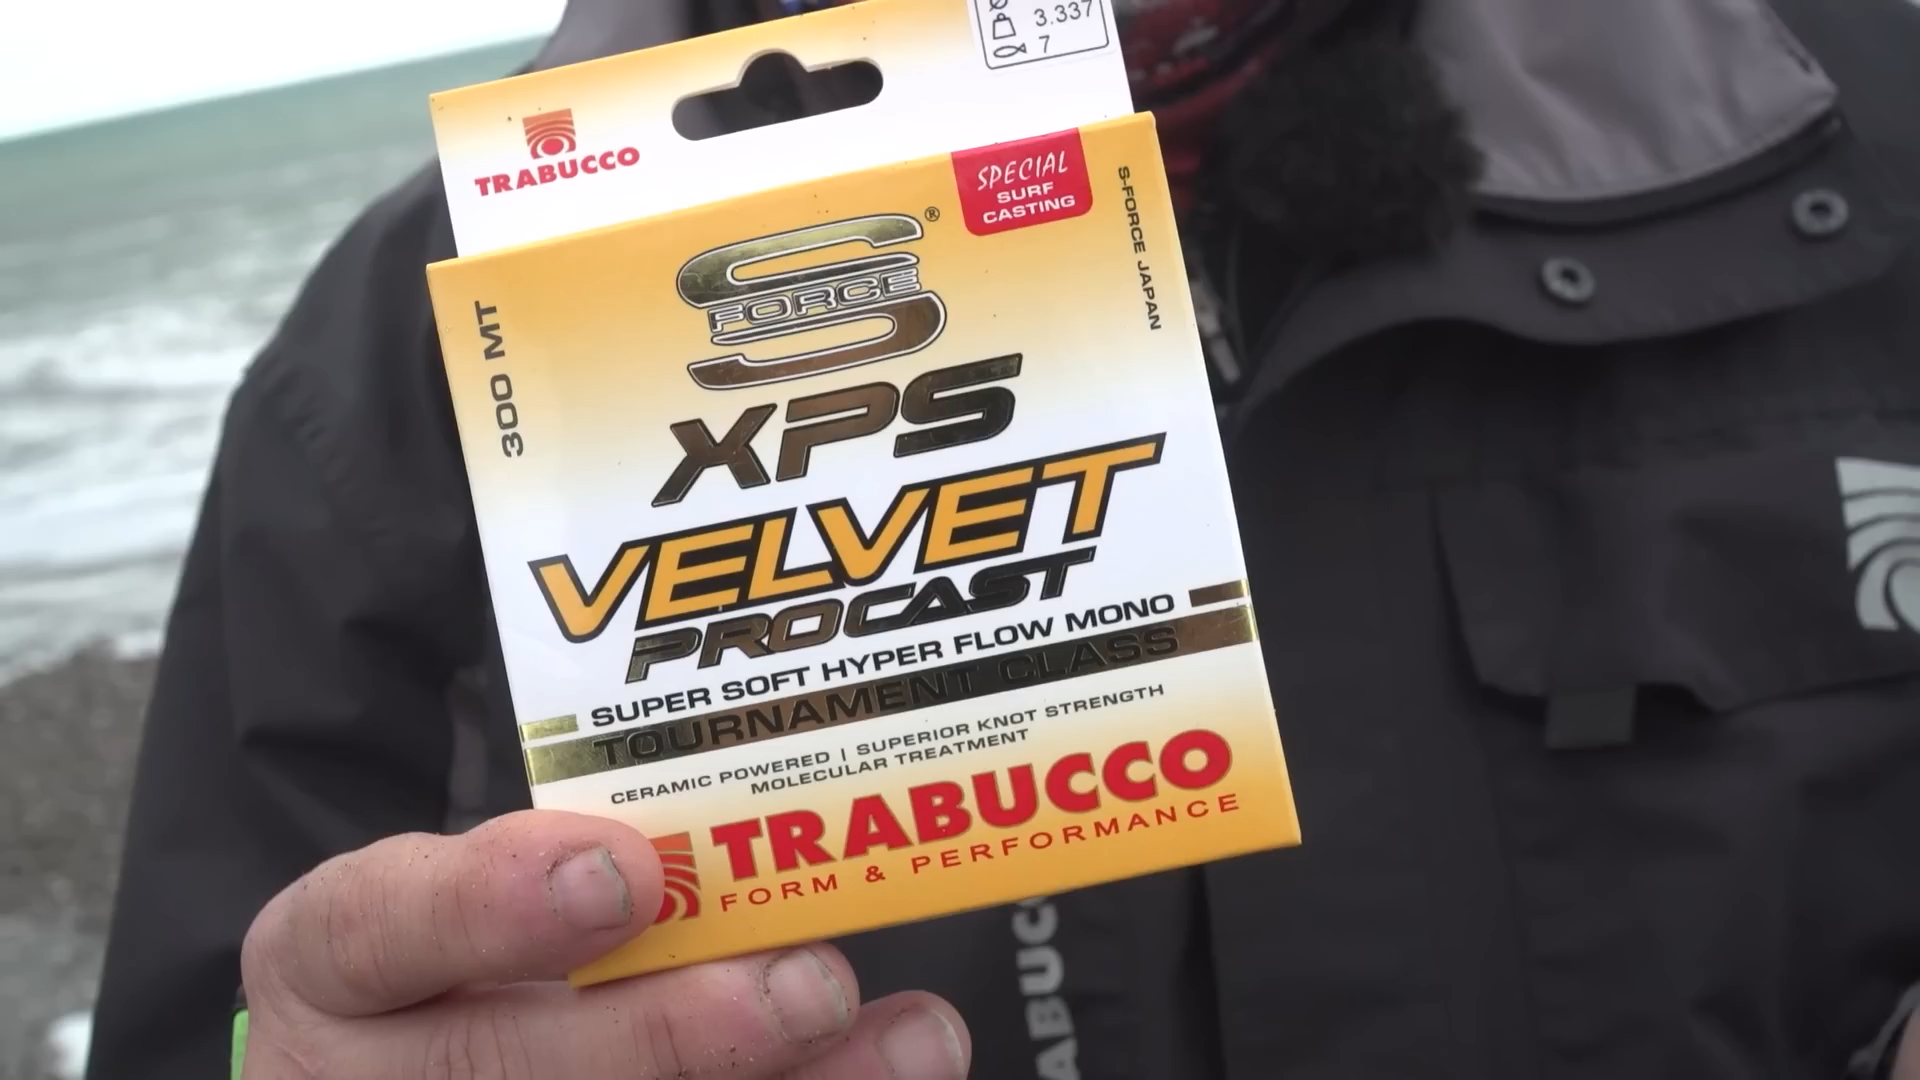 3.337
7
TRABUCCO
SPECIAL
SURF
CASTING
S-FORCE JAPAN
300 MT
S
FORCE
®
XPS
VELVET
PROCAST
SUPER SOFT HYPER FLOW MONO
TOURNAMENT CLASS
CERAMIC POWERED | SUPERIOR KNOT STRENGTH
MOLECULAR TREATMENT
TRABUCCO
FORM & PERFORMANCE